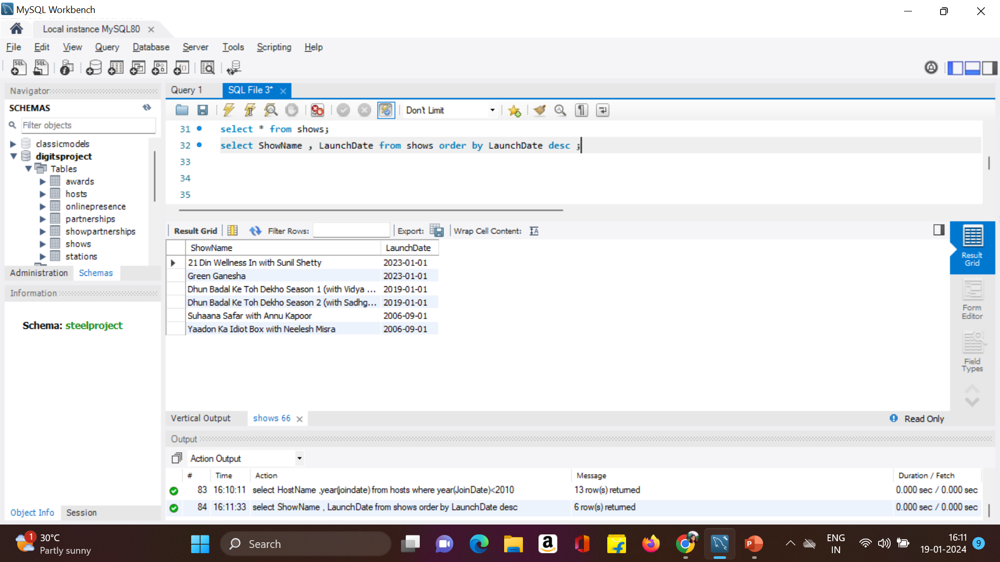 MySQL Workbench
Local instance MySQL80
File Edit View Query Database Server Tools Scripting Help
Navigator
SCHEMAS
Filter objects
classicmodels
digitsproject
Tables
awards
hosts
onlinepresence
partnerships
showpartnerships
shows
stations
Administration Schemas
Information
Schema: steelproject
Object Info Session
Query 1 SQL File 3*
Don't Limit
31 select * from shows;
32 select ShowName , LaunchDate from shows order by LaunchDate desc ;
33
34
35
Result Grid Filter Rows: Export: Wrap Cell Content:
ShowName LaunchDate
21 Din Wellness In with Sunil Shetty 2023-01-01
Green Ganesha 2023-01-01
Dhun Badal Ke Toh Dekho Season 1 (with Vidya ... 2019-01-01
Dhun Badal Ke Toh Dekho Season 2 (with Sadhg... 2019-01-01
Suhaana Safar with Annu Kapoor 2006-09-01
Yaadon Ka Idiot Box with Neelesh Misra 2006-09-01
Result
Grid
Form
Editor
Field
Types
Vertical Output shows 66 Read Only
Output
Action Output
# Time Action Message Duration / Fetch
83 16:10:11 select HostName ,year(joindate) from hosts where year(JoinDate)<2010 13 row(s) returned 0.000 sec / 0.000 sec
84 16:11:33 select ShowName , LaunchDate from shows order by LaunchDate desc 6 row(s) returned 0.000 sec / 0.000 sec
1 30°C
Partly sunny
Search
ENG
IN
16:11
19-01-2024
9